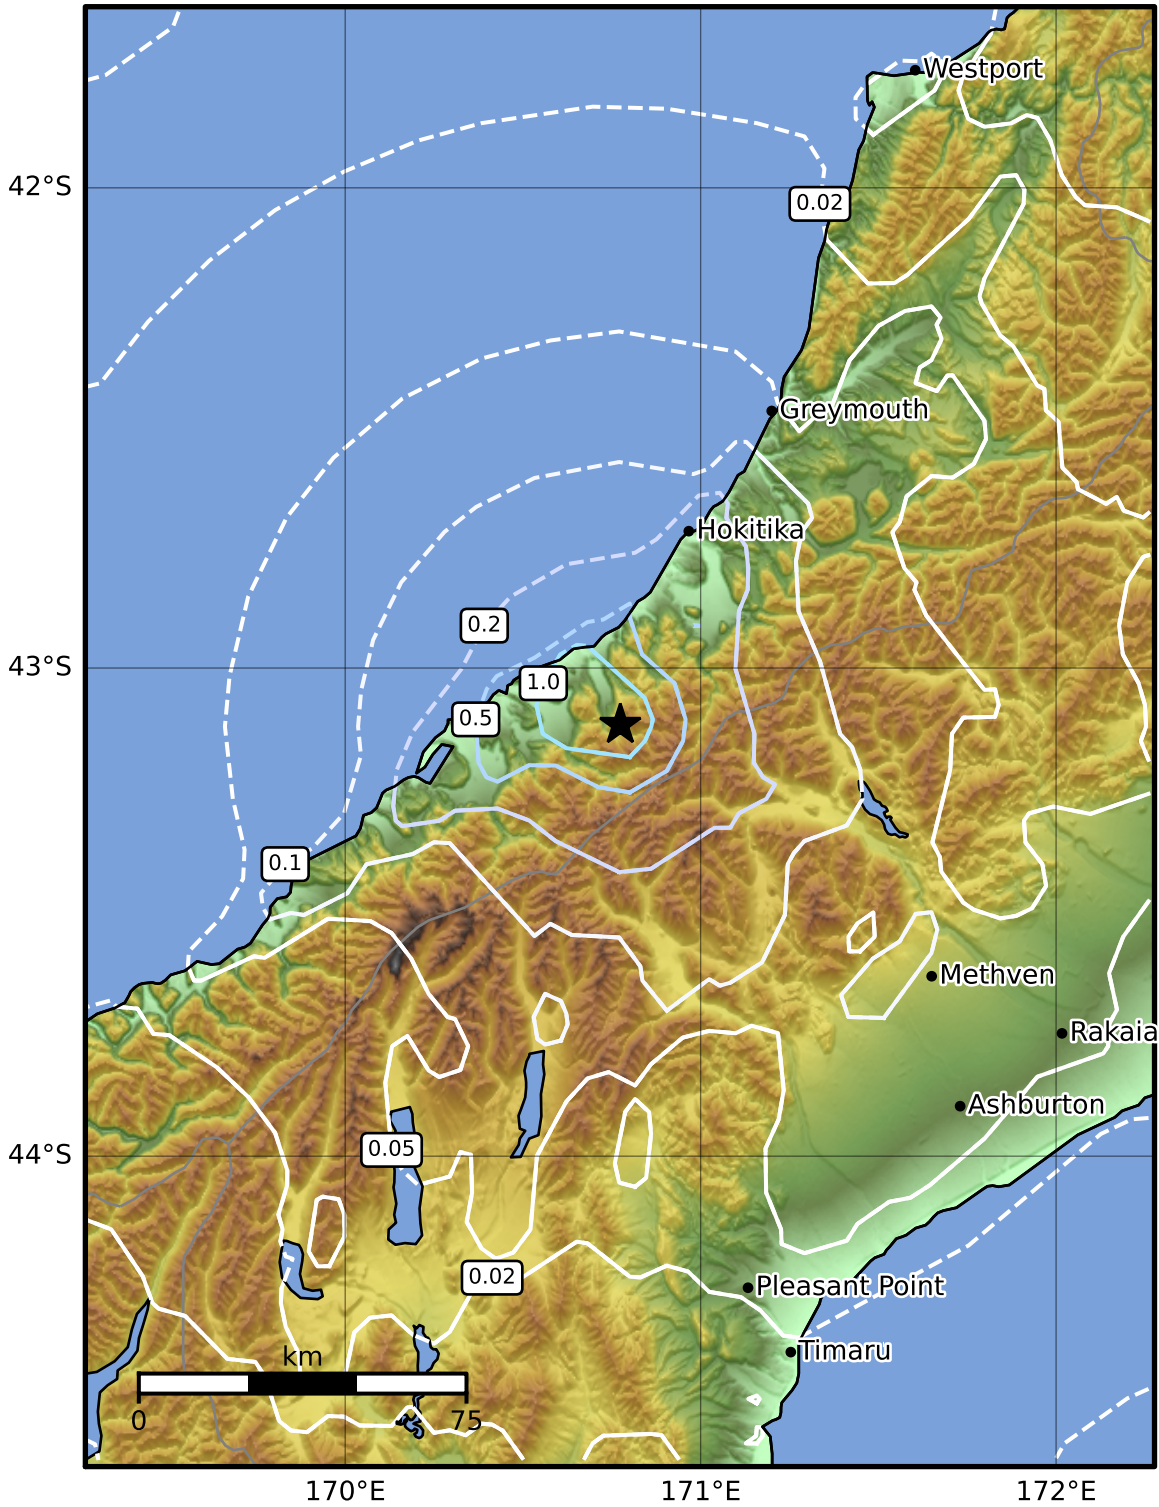 Westport
42°S
0.02
Greymouth
Hokitika
0.2
43°S
1.0
0.5
0.1
Methven
Rakaia
Ashburton
0.05
44°S
0.02
Pleasant Point
Timaru
km
0 75
170°E 171°E 172°E